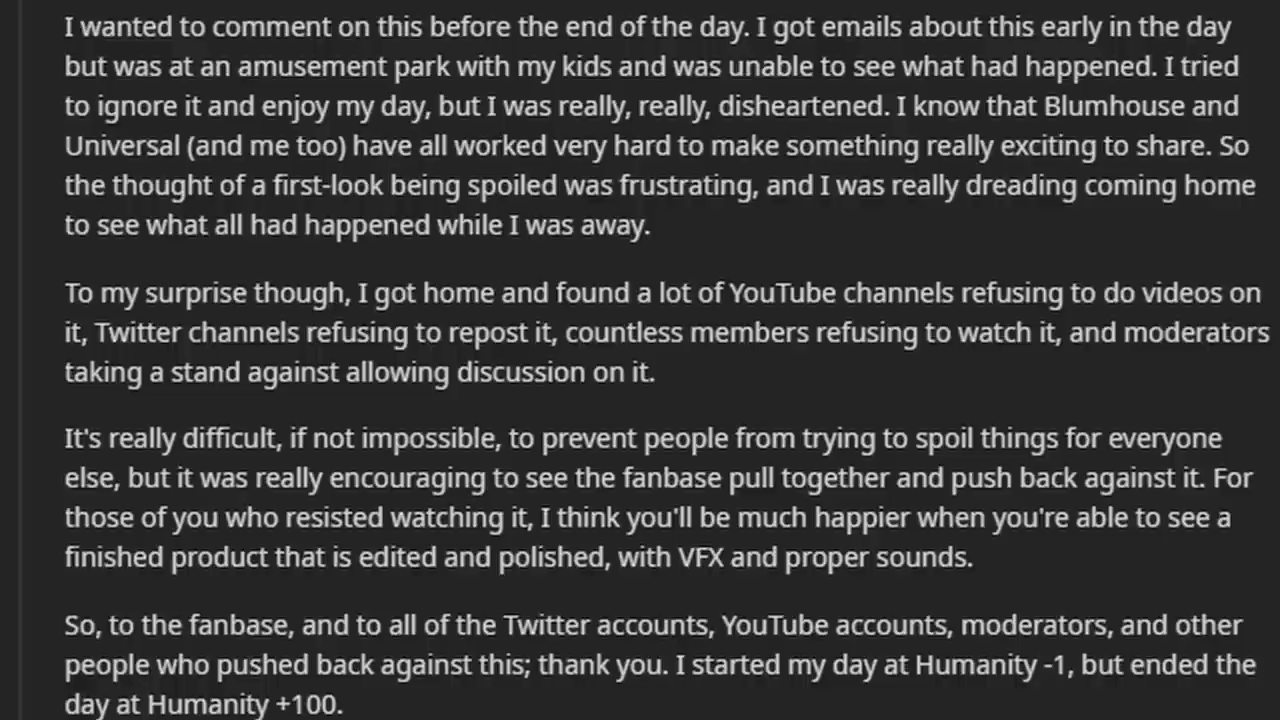 I wanted to comment on this before the end of the day. I got emails about this early in the day
but was at an amusement park with my kids and was unable to see what had happened. I tried
to ignore it and enjoy my day, but I was really, really, disheartened. I know that Blumhouse and
Universal (and me too) have all worked very hard to make something really exciting to share. So
the thought of a first-look being spoiled was frustrating, and I was really dreading coming home
to see what all had happened while I was away.
To my surprise though, I got home and found a lot of YouTube channels refusing to do videos on
it, Twitter channels refusing to repost it, countless members refusing to watch it, and moderators
taking a stand against allowing discussion on it.
It's really difficult, if not impossible, to prevent people from trying to spoil things for everyone
else, but it was really encouraging to see the fanbase pull together and push back against it. For
those of you who resisted watching it, I think you'll be much happier when you're able to see a
finished product that is edited and polished, with VFX and proper sounds.
So, to the fanbase, and to all of the Twitter accounts, YouTube accounts, moderators, and other
people who pushed back against this; thank you. I started my day at Humanity -1, but ended the
day at Humanity +100.